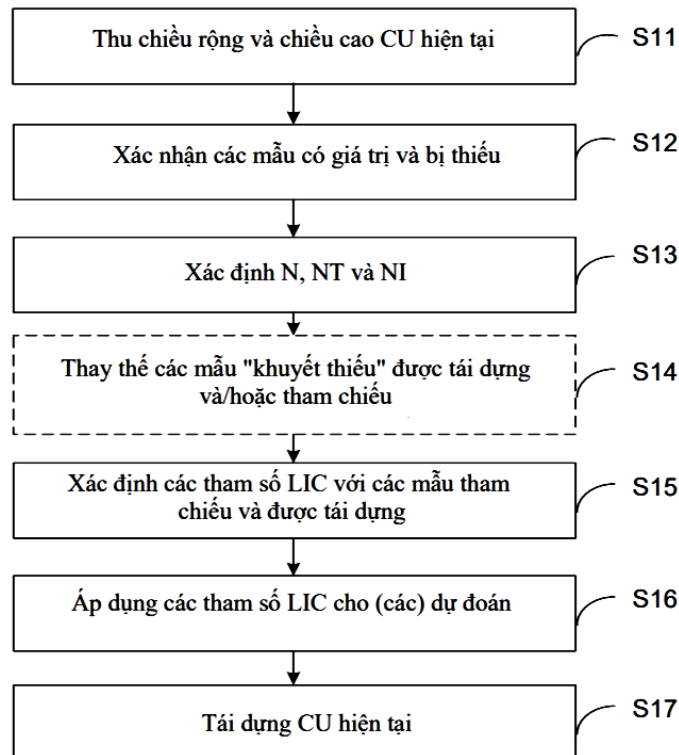 Thu chiều rộng và chiều cao CU hiện tại
S11
Xác nhận các mẫu có giá trị và bị thiếu
S12
Xác định N, NT và NI
S13
Thay thế các mẫu "khuyết thiếu" được tái dựng
và/hoặc tham chiếu
S14
Xác định các tham số LIC với các mẫu tham
chiếu và được tái dựng
S15
Áp dụng các tham số LIC cho (các) dự đoán
S16
Tái dựng CU hiện tại
S17